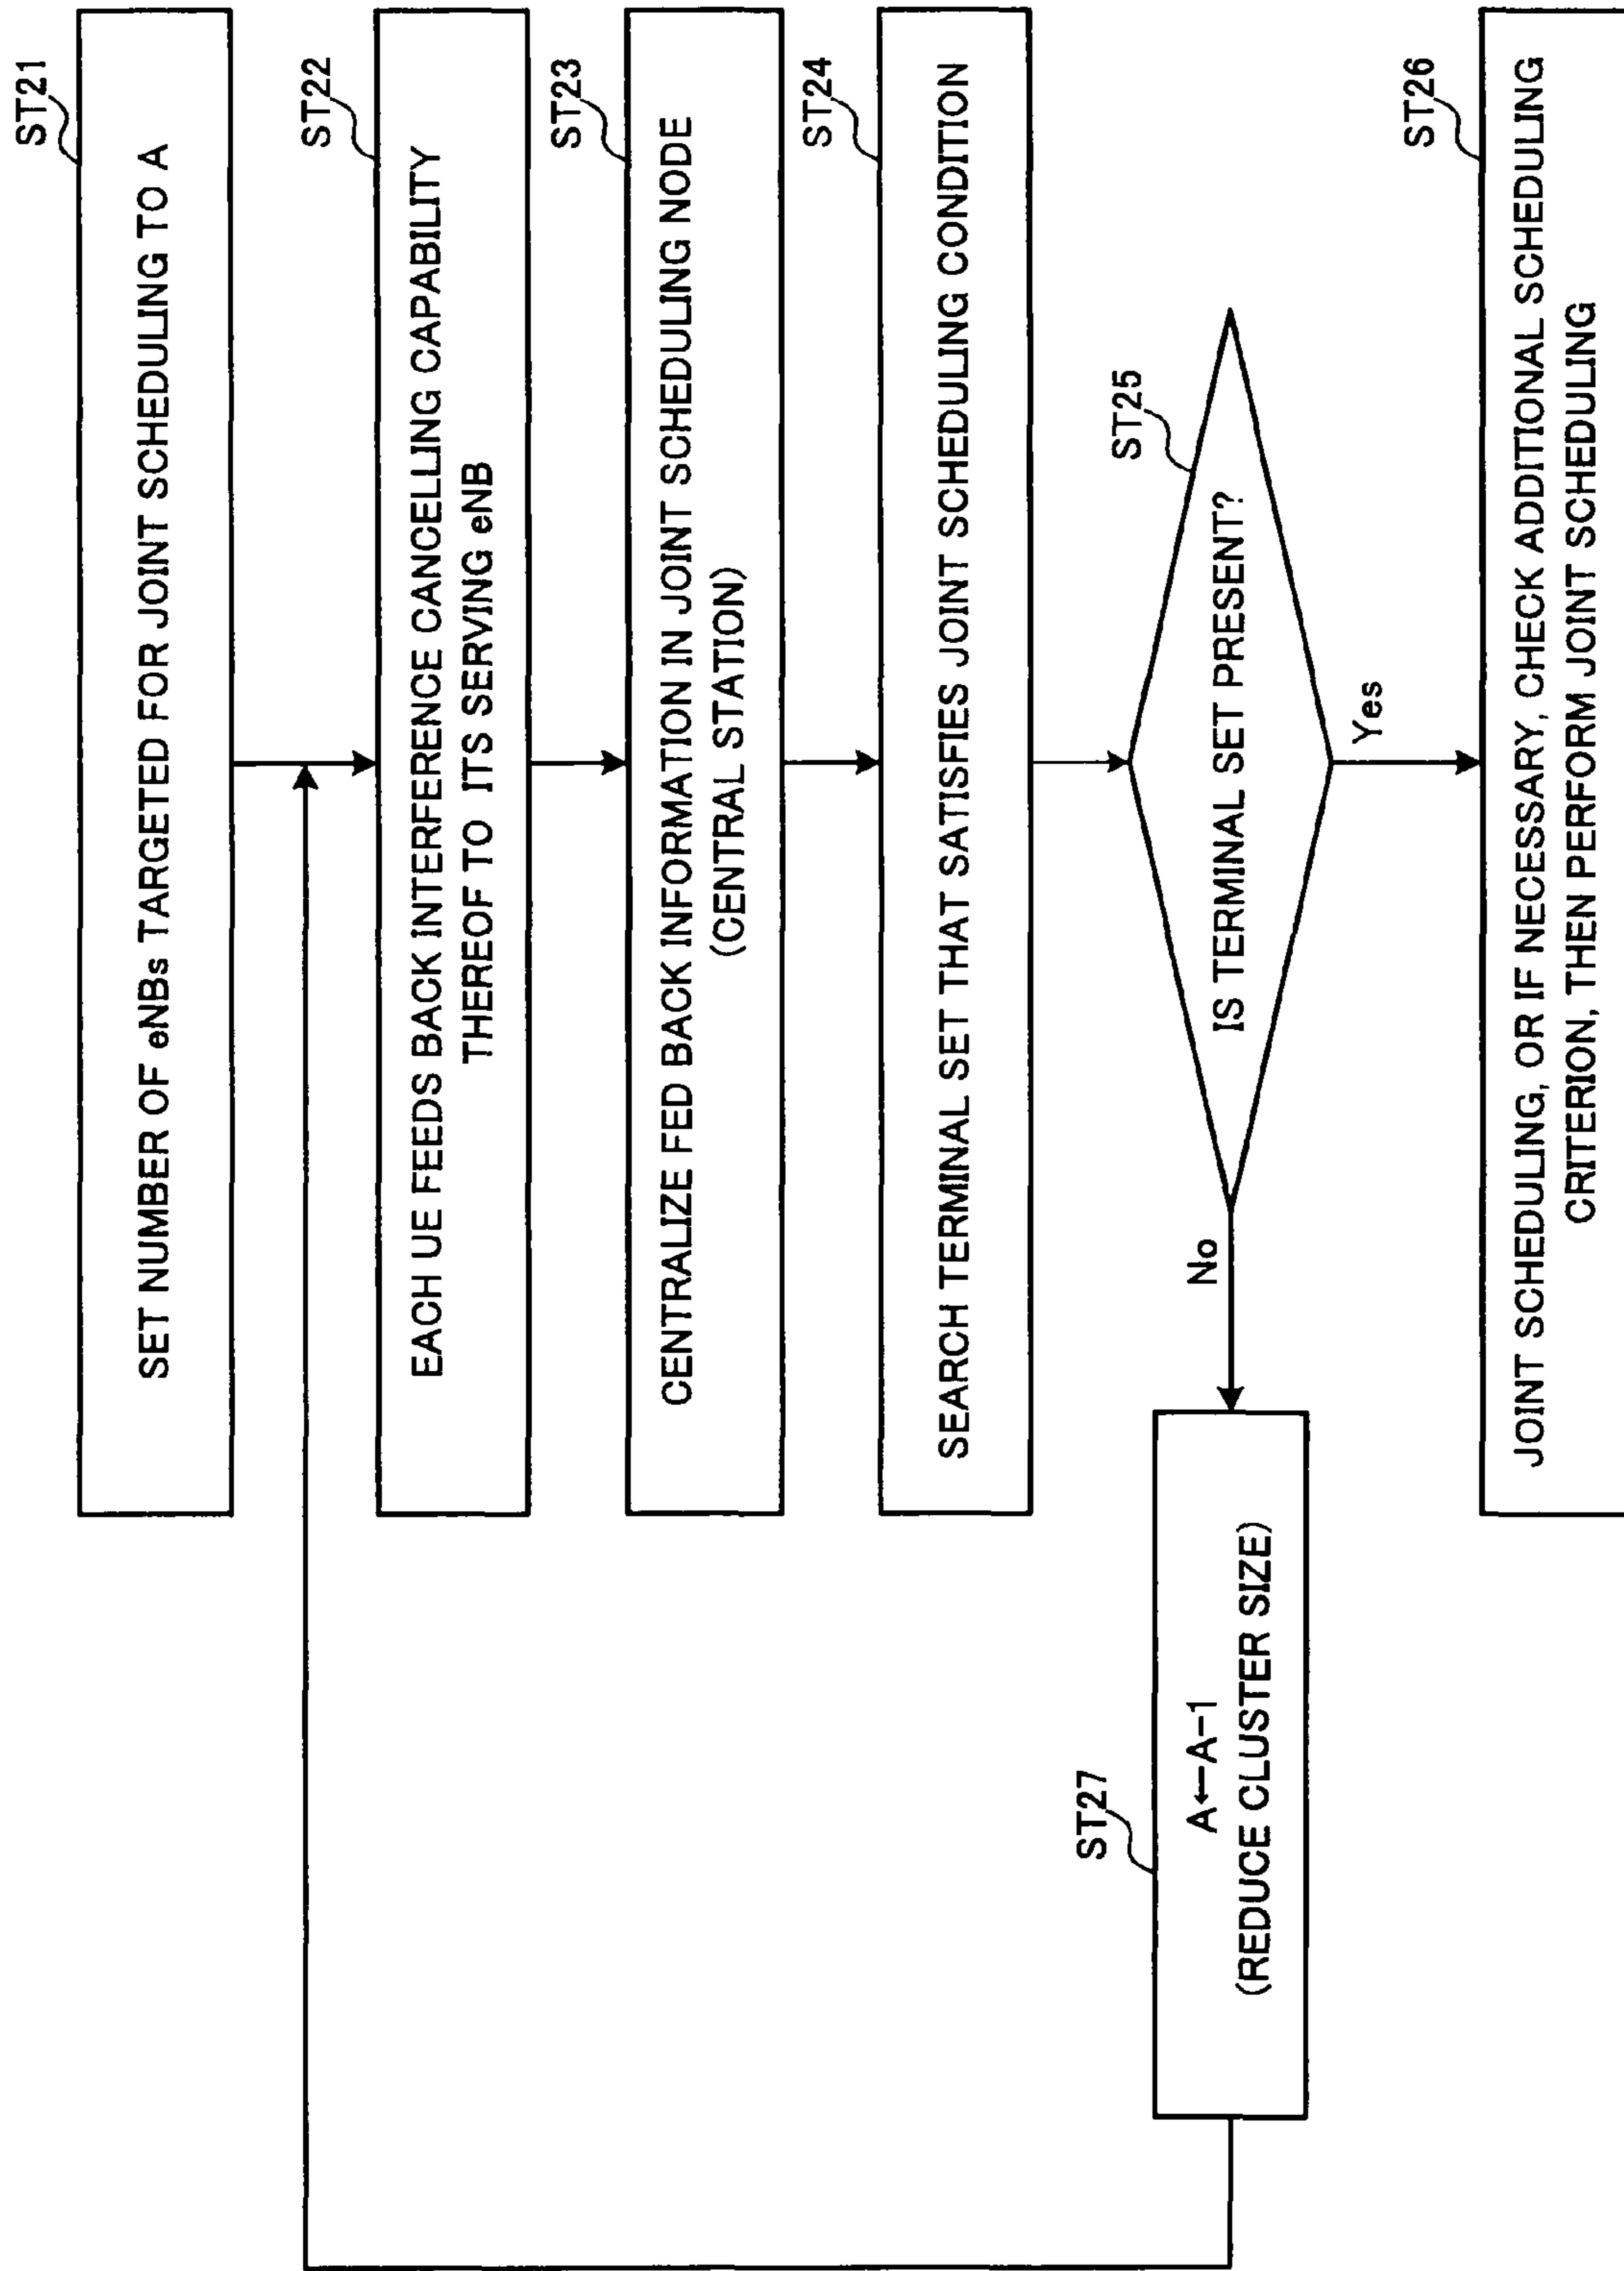 ST21
SET NUMBER OF eNBs TARGETED FOR JOINT SCHEDULING TO A
ST22
EACH UE FEEDS BACK INTERFERENCE CANCELLING CAPABILITY
THEREOF TO ITS SERVING eNB
ST23
CENTRALIZE FED BACK INFORMATION IN JOINT SCHEDULING NODE
(CENTRAL STATION)
ST24
SEARCH TERMINAL SET THAT SATISFIES JOINT SCHEDULING CONDITION
ST25
IS TERMINAL SET PRESENT?
No
Yes
ST27
A←A-1
(REDUCE CLUSTER SIZE)
ST26
JOINT SCHEDULING, OR IF NECESSARY, CHECK ADDITIONAL SCHEDULING
CRITERION, THEN PERFORM JOINT SCHEDULING